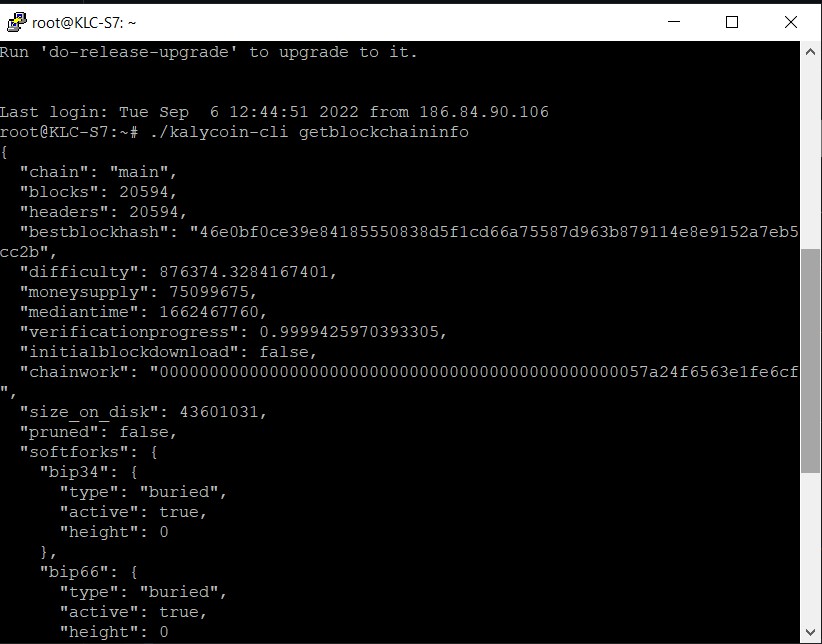 root@KLC-S7: ~
Run 'do-release-upgrade' to upgrade to it.
Last login: Tue Sep  6 12:44:51 2022 from 186.84.90.106
root@KLC-S7:~# ./kalycoin-cli getblockchaininfo
{
  "chain": "main",
  "blocks": 20594,
  "headers": 20594,
  "bestblockhash": "46e0bf0ce39e84185550838d5f1cd66a75587d963b879114e8e9152a7eb5
cc2b",
  "difficulty": 876374.3284167401,
  "moneysupply": 75099675,
  "mediantime": 1662467760,
  "verificationprogress": 0.9999425970393305,
  "initialblockdownload": false,
  "chainwork": "0000000000000000000000000000000000000000000000057a24f6563e1fe6cf
",
  "size_on_disk": 43601031,
  "pruned": false,
  "softforks": {
    "bip34": {
      "type": "buried",
      "active": true,
      "height": 0
    },
    "bip66": {
      "type": "buried",
      "active": true,
      "height": 0